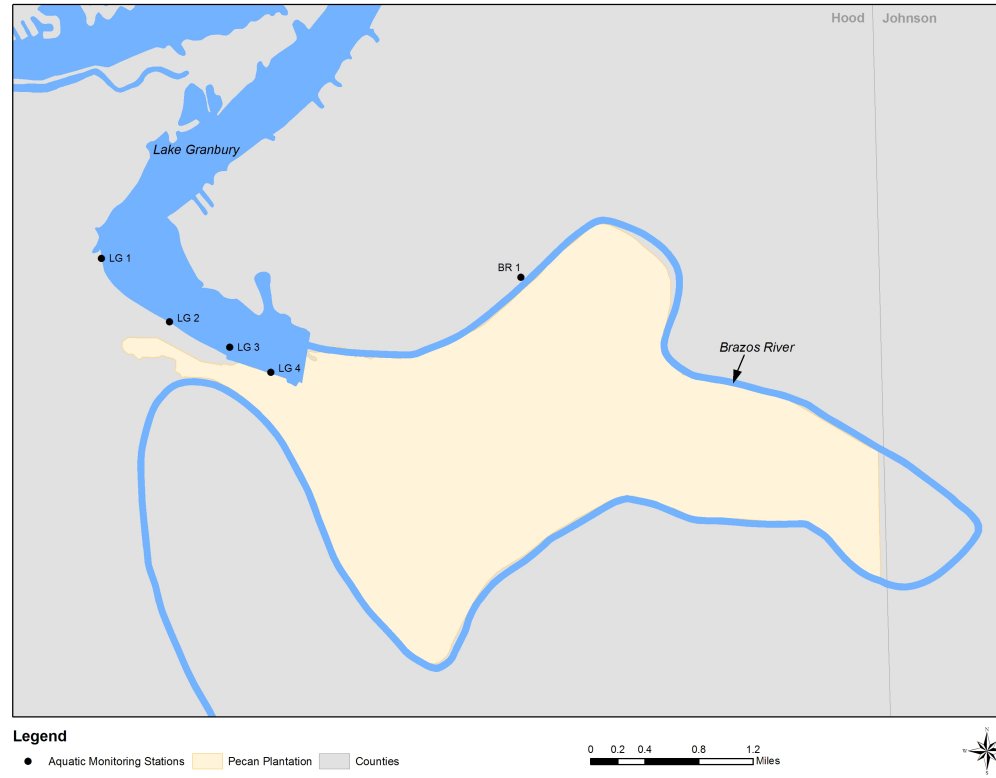 Hood Johnson
Lake Granbury
LG 1
BR 1
LG 2
LG 3
Brazos River
LG 4
Legend
Aquatic Monitoring Stations Pecan Plantation Counties
0 0.2 0.4 0.8 1.2
Miles
N
W
S